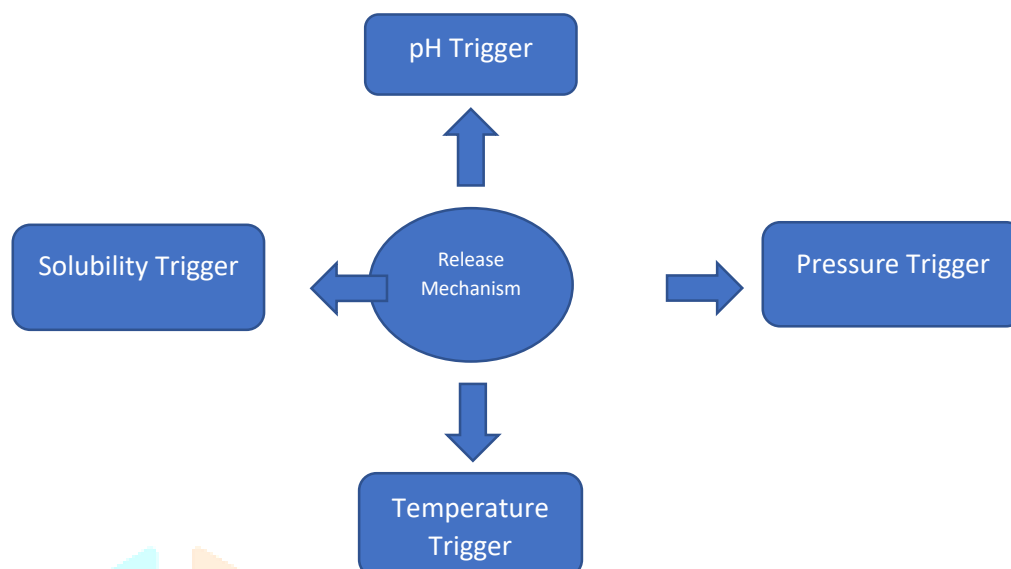 pH Trigger
Solubility Trigger
Release
Mechanism
Pressure Trigger
Temperature
Trigger